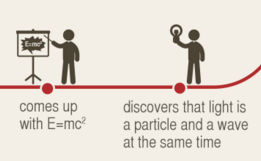 E=mc²
comes up
with E=mc²
discovers that light is
a particle and a wave
at the same time